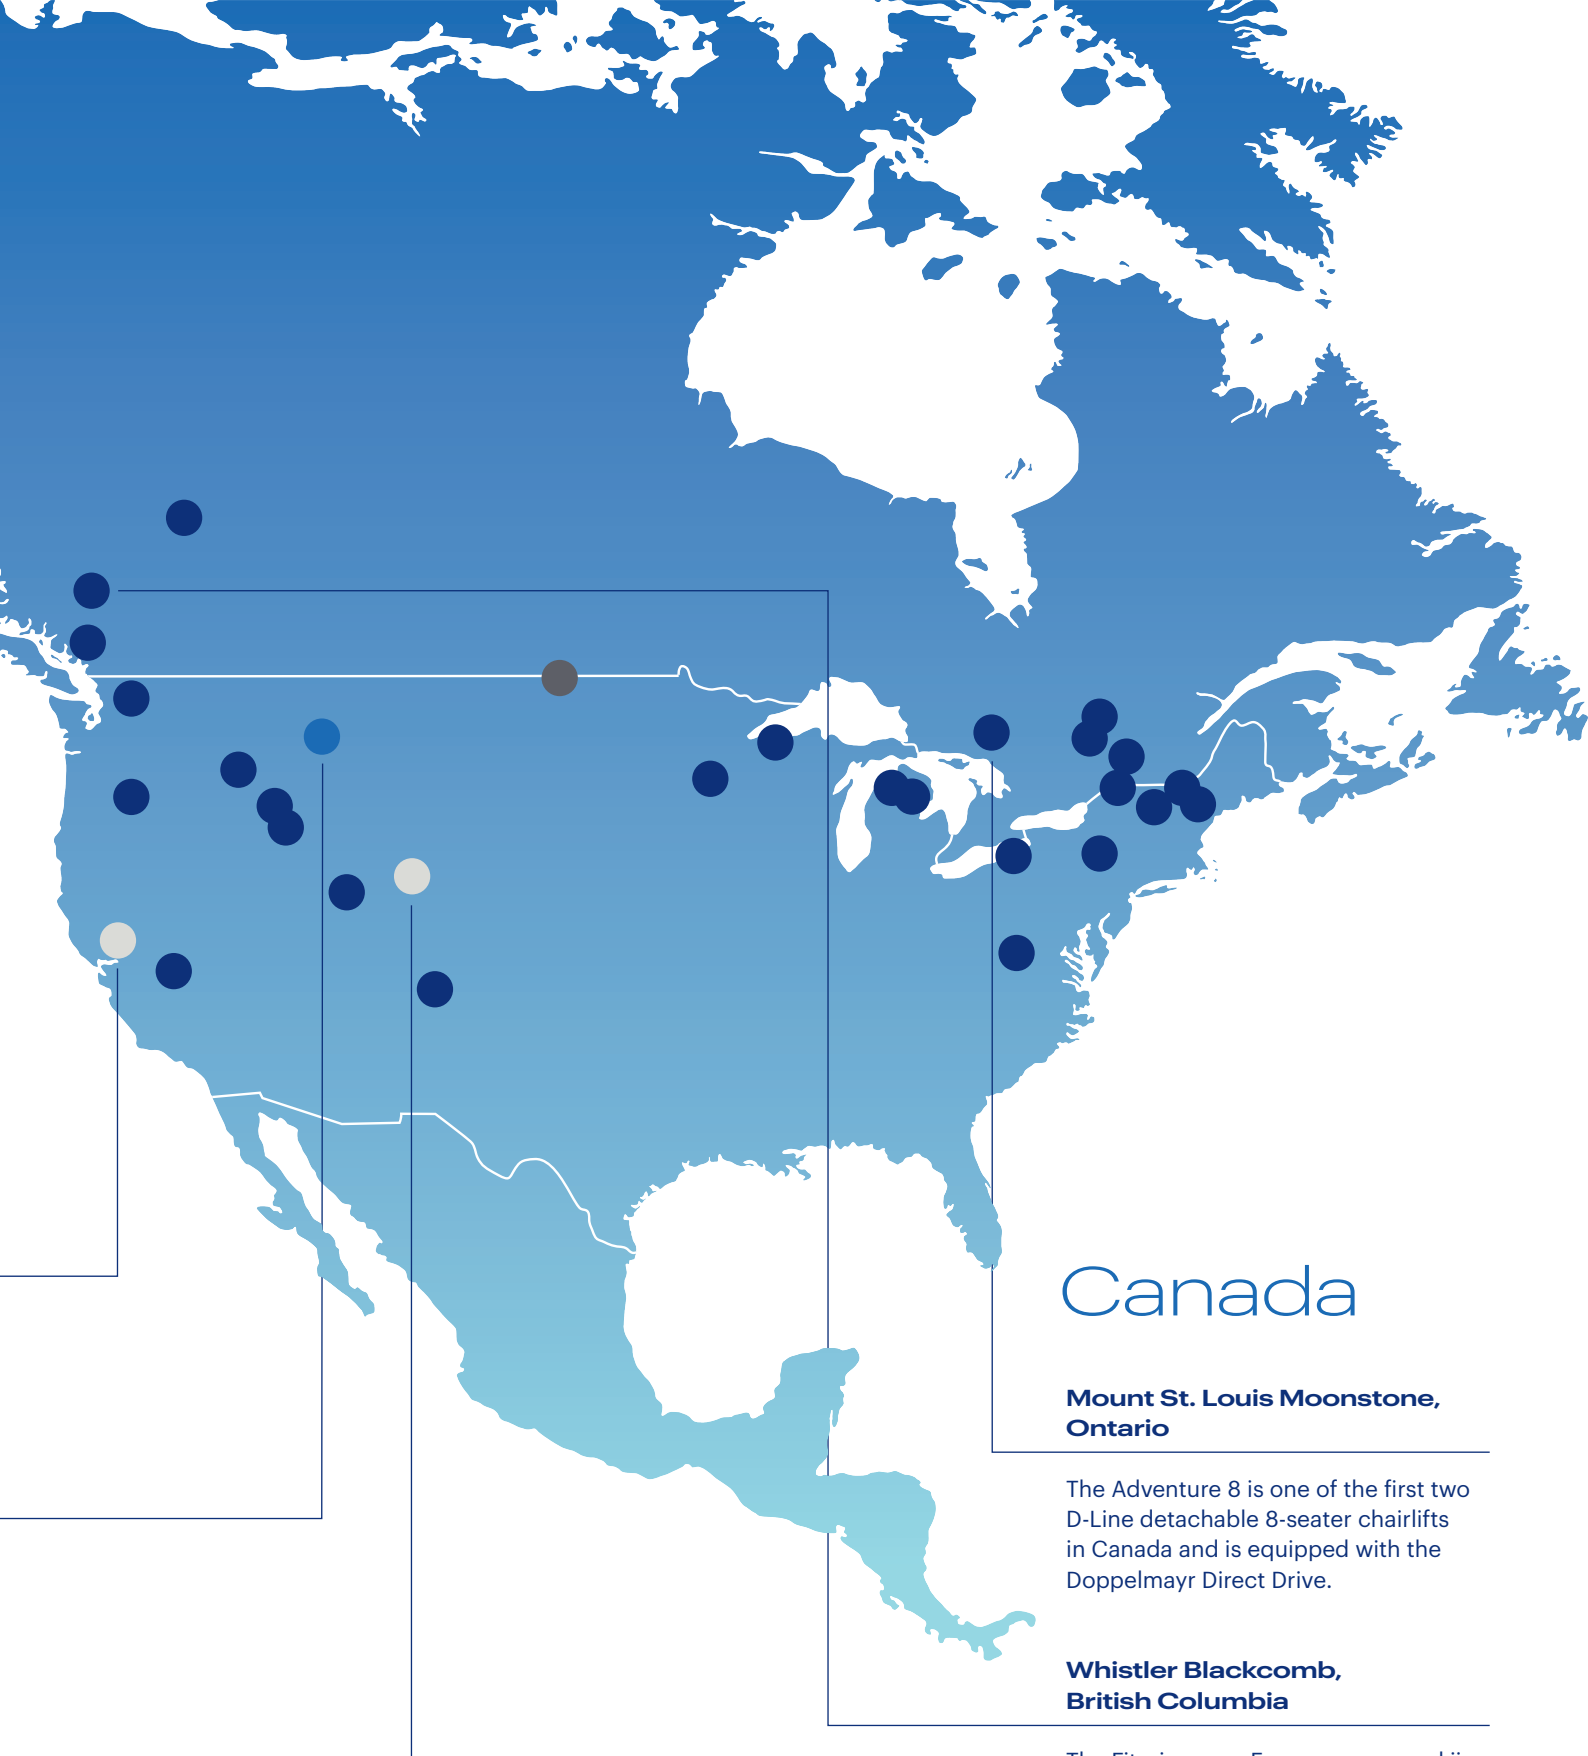 Canada
Mount St. Louis Moonstone,
Ontario
The Adventure 8 is one of the first two
D-Line detachable 8-seater chairlifts
in Canada and is equipped with the
Doppelmayr Direct Drive.
Whistler Blackcomb,
British Columbia